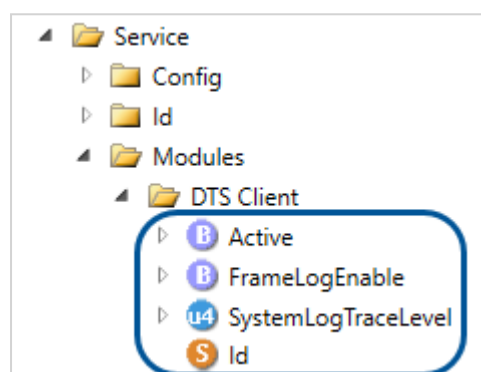 Service
Config
Id
Modules
DTS Client
B Active
B FrameLogEnable
u4 SystemLogTraceLevel
S Id